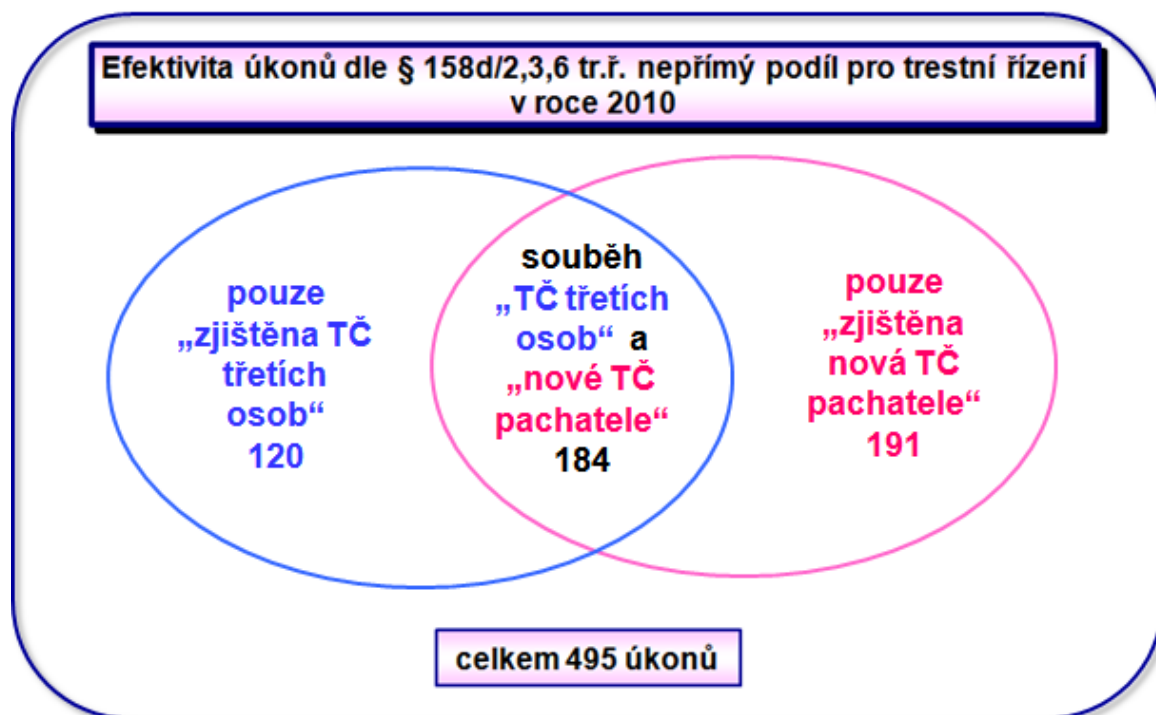 Efektivita úkonů dle § 158d/2,3,6 tr.ř. nepřímý podíl pro trestní řízení
v roce 2010
pouze
„zjištěna TČ
třetích
osob“
120
souběh
„TČ třetích
osob“ a
„nové TČ
pachatele“
184
pouze
„zjištěna
nová TČ
pachatele“
191
celkem 495 úkonů